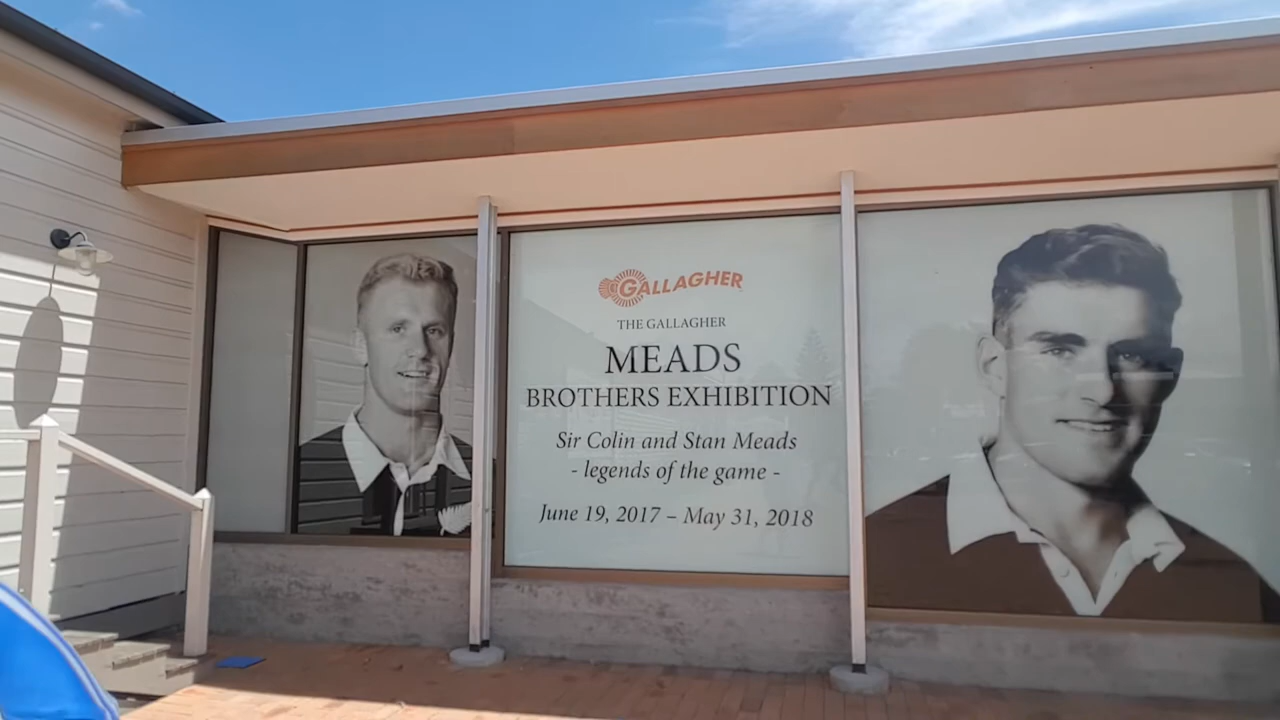 GALLAGHER
THE GALLAGHER
MEADS
BROTHERS EXHIBITION
Sir Colin and Stan Meads
- legends of the game -
June 19, 2017 – May 31, 2018